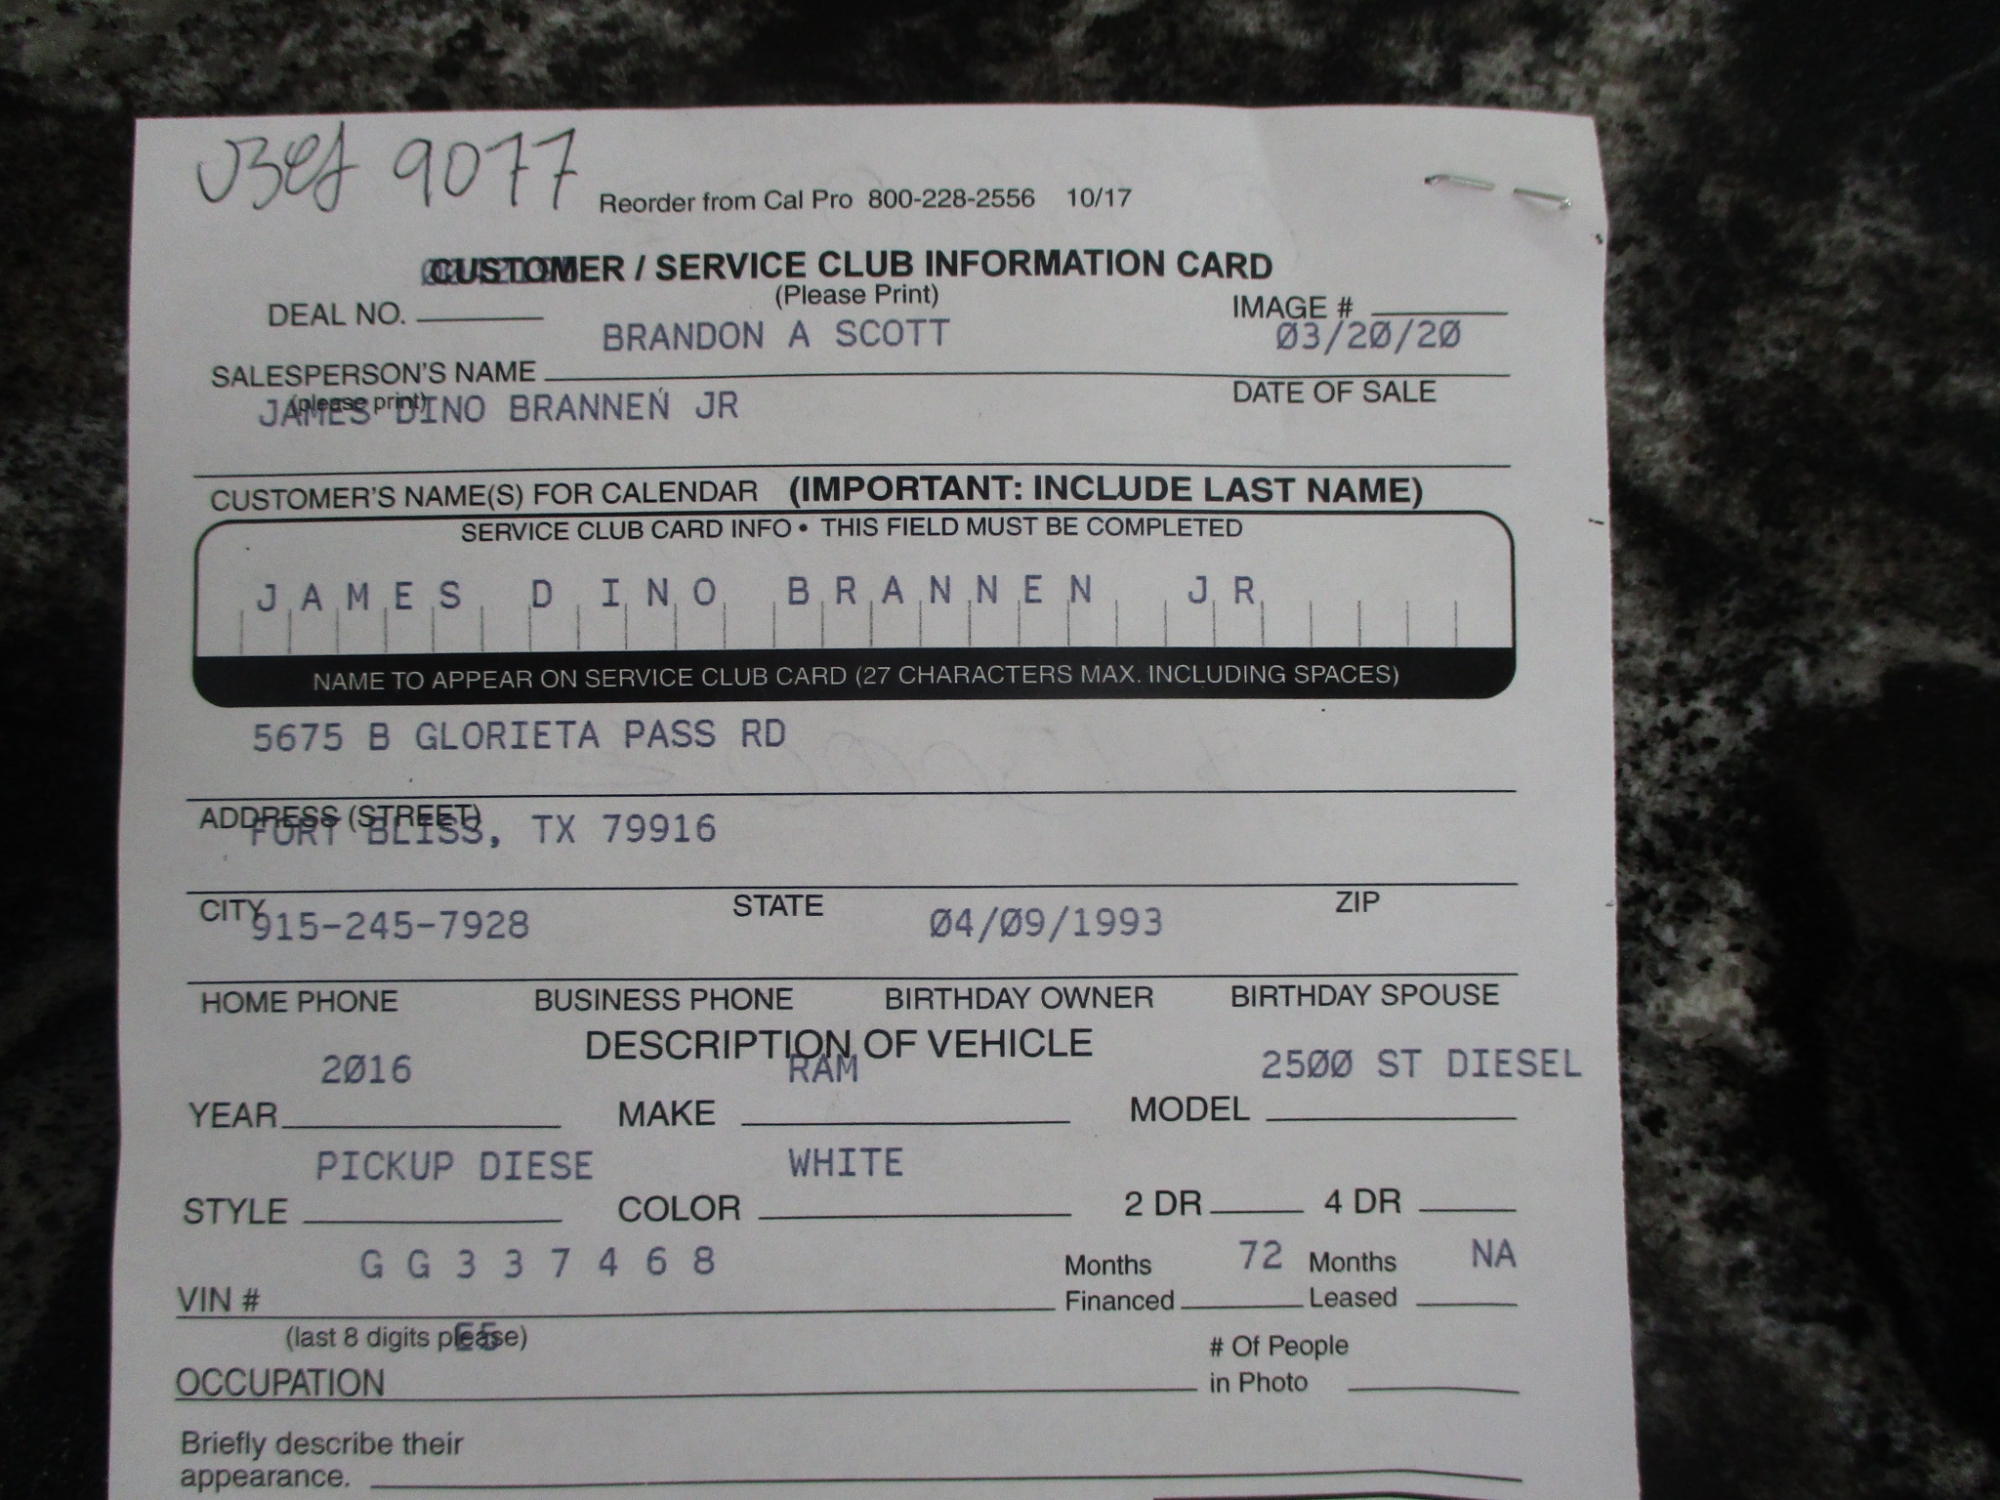 9077
Reorder from Cal Pro 800-228-2556 10/17
CUSTOMER / SERVICE CLUB INFORMATION CARD
(Please Print)
DEAL NO. IMAGE #
BRANDON A SCOTT 03/20/20
SALESPERSON'S NAME
(please print) DATE OF SALE
JAMES DINO BRANNEN JR
CUSTOMER'S NAME(S) FOR CALENDAR (IMPORTANT: INCLUDE LAST NAME)
SERVICE CLUB CARD INFO • THIS FIELD MUST BE COMPLETED
JAMES DINO BRANNEN JR
NAME TO APPEAR ON SERVICE CLUB CARD (27 CHARACTERS MAX. INCLUDING SPACES)
5675 B GLORIETA PASS RD
ADDRESS (STREET)
FORT BLISS, TX 79916
CITY STATE ZIP
915-245-7928 04/09/1993
HOME PHONE BUSINESS PHONE BIRTHDAY OWNER BIRTHDAY SPOUSE
DESCRIPTION OF VEHICLE
2016 RAM 2500 ST DIESEL
YEAR MAKE MODEL
PICKUP DIESE WHITE
STYLE COLOR 2 DR 4 DR
GG337468 Months 72 Months NA
VIN # Financed Leased
(last 8 digits please) # Of People
OCCUPATION in Photo
Briefly describe their
appearance.